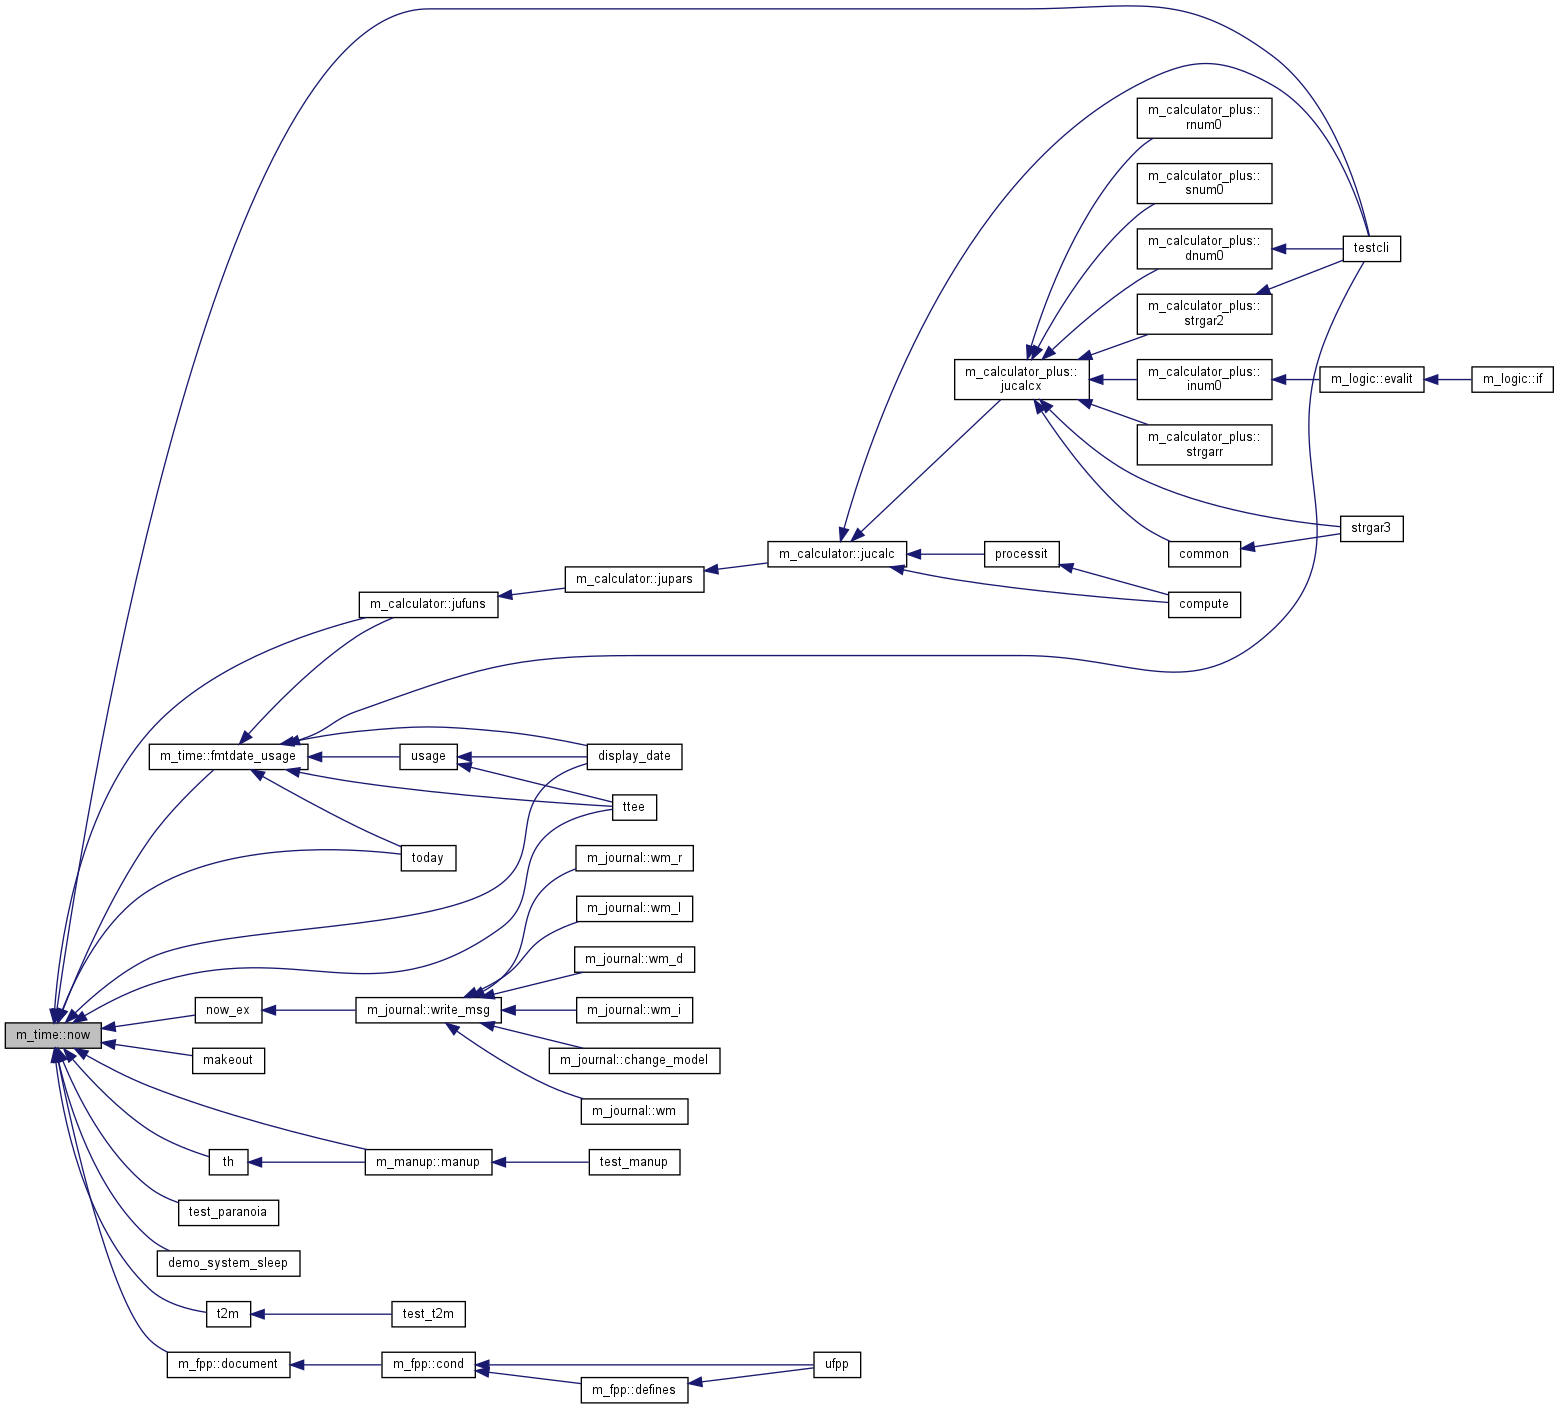 m_calculator_plus::
rnum0
m_calculator_plus::
snum0
m_calculator_plus::
dnum0
testcli
m_calculator_plus::
strgar2
m_calculator_plus::
jucalcx
m_calculator_plus::
inum0
m_logic::evalit
m_logic::if
m_calculator_plus::
strgarr
strgar3
m_calculator::jucalc
processit
common
m_calculator::jupars
m_calculator::jufuns
compute
m_time::fmtdate_usage
usage
display_date
ttee
today
m_journal::wm_r
m_journal::wm_l
m_journal::wm_d
now_ex
m_journal::write_msg
m_journal::wm_i
m_time::now
makeout
m_journal::change_model
m_journal::wm
th
m_manup::manup
test_manup
test_paranoia
demo_system_sleep
t2m
test_t2m
m_fpp::document
m_fpp::cond
ufpp
m_fpp::defines